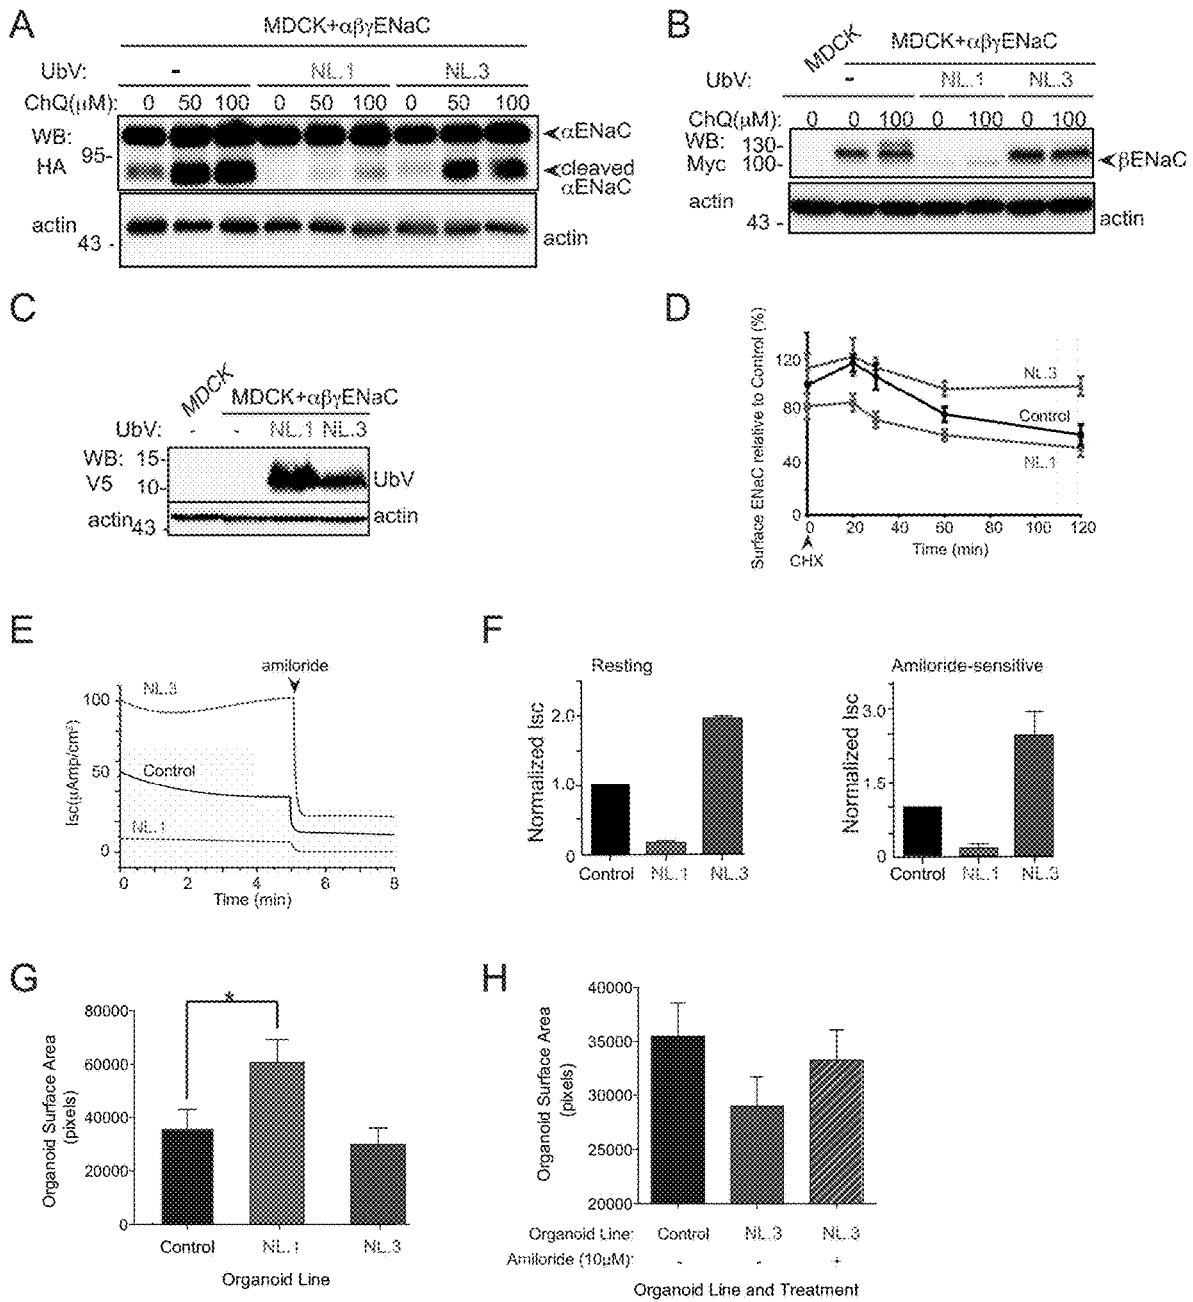 A
MDCK+αβγENaC
UbV: - NL.1 NL.3
ChQ(μM): 0 50 100 0 50 100 0 50 100
WB:
HA
95-
αENaC
cleaved
αENaC
actin
43 -
actin
B
MDCK
MDCK+αβγENaC
UbV: - NL.1 NL.3
ChQ(μM): 0 0 100 0 100 0 100
WB:
Myc
130-
100-
βENaC
actin
43 -
actin
C
MDCK
MDCK+αβγENaC
UbV: - - NL.1 NL.3
WB:
V5
15-
10-
UbV
actin
43 -
actin
D
Surface ENaC relative to Control (%)
120
80
40
0
NL.3
Control
NL.1
0 20 40 60 80 100 120
Time (min)
CHX
E
amiloride
Isc(μAmp/cm²)
100
50
0
NL.3
Control
NL.1
0 2 4 6 8
Time (min)
F
Resting
Normalized Isc
2.0
1.0
0
Control NL.1 NL.3
Amiloride-sensitive
Normalized Isc
3.0
1.5
0
Control NL.1 NL.3
G
Organoid Surface Area
(pixels)
80000
60000
40000
20000
0
*
Control NL.1 NL.3
Organoid Line
H
Organoid Surface Area
(pixels)
40000
35000
30000
25000
20000
Organoid Line: Control NL.3 NL.3
Amiloride (10μM): - - +
Organoid Line and Treatment